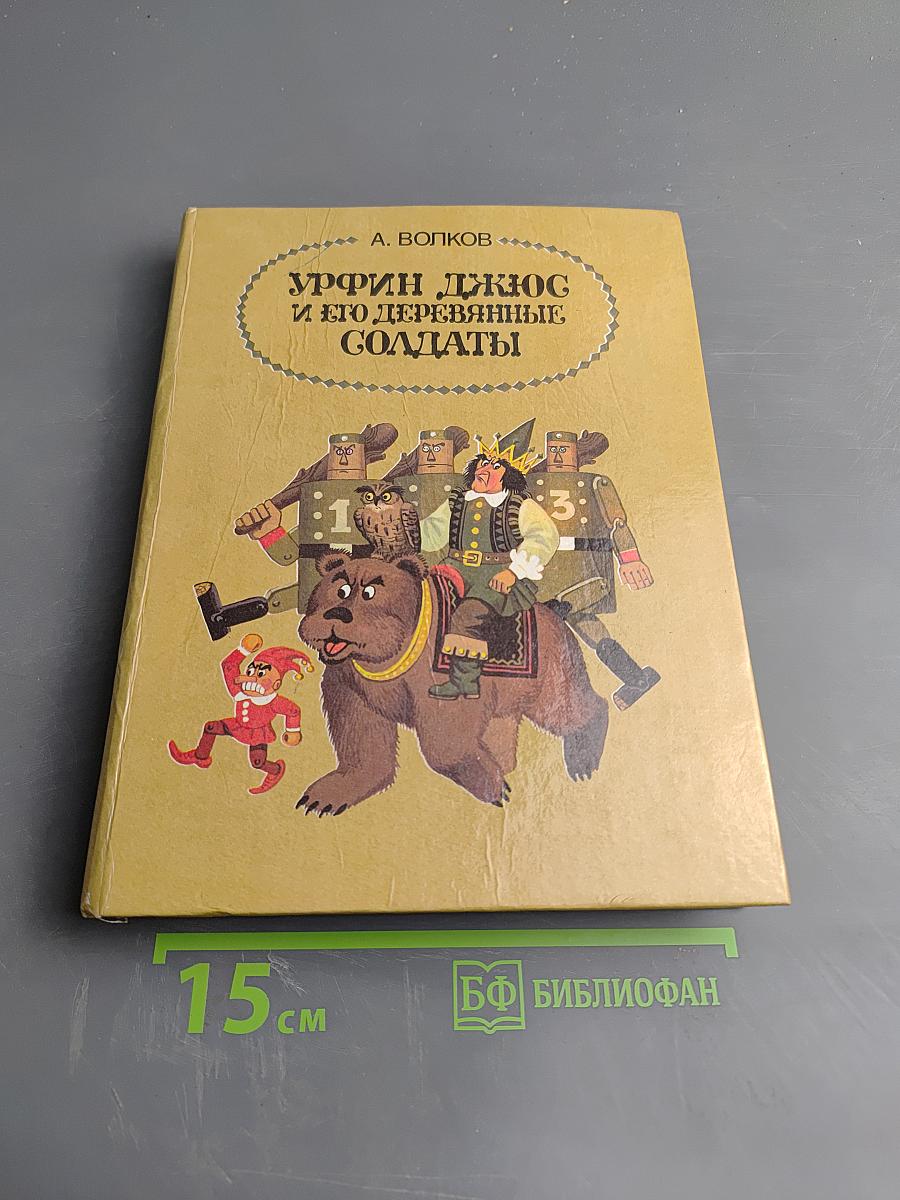 А. ВОЛКОВ
УРФИН ДЖЮС
И ЕГО ДЕРЕВЯННЫЕ
СОЛДАТЫ
1
3
15 см
БФ БИБЛИОФАН